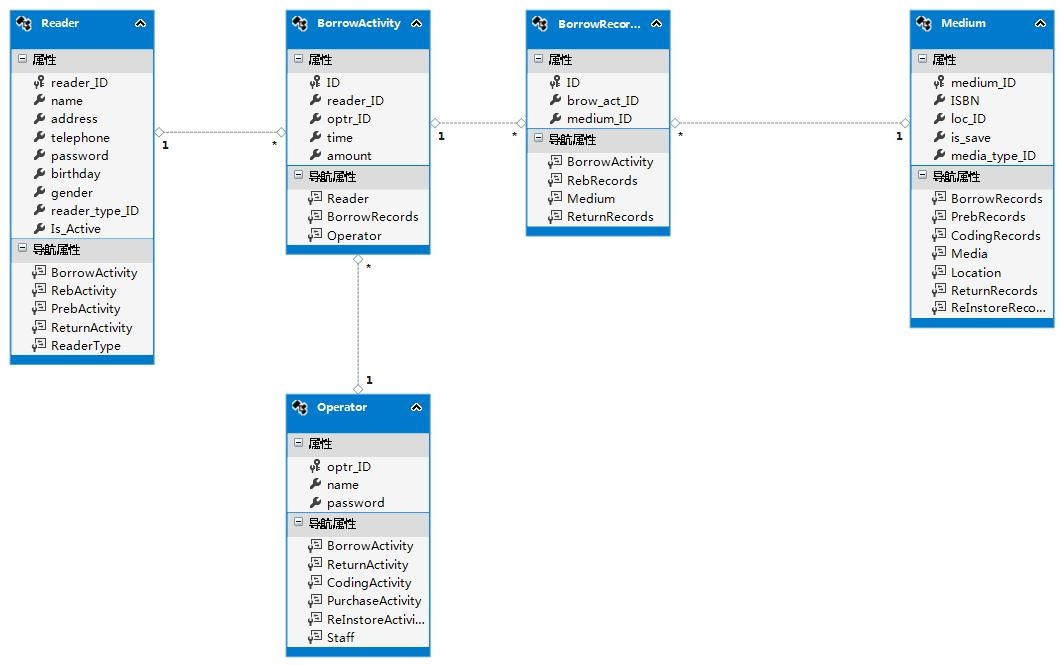 Reader
属性
reader_ID
name
address
telephone
password
birthday
gender
reader_type_ID
Is_Active
导航属性
BorrowActivity
RebActivity
PrebActivity
ReturnActivity
ReaderType
1
*
BorrowActivity
属性
ID
reader_ID
optr_ID
time
amount
导航属性
Reader
BorrowRecords
Operator
1
*
BorrowRecor...
属性
ID
brow_act_ID
medium_ID
导航属性
BorrowActivity
RebRecords
Medium
ReturnRecords
*
1
Medium
属性
medium_ID
ISBN
loc_ID
is_save
media_type_ID
导航属性
BorrowRecords
PrebRecords
CodingRecords
Media
Location
ReturnRecords
ReInstoreReco...
*
1
Operator
属性
optr_ID
name
password
导航属性
BorrowActivity
ReturnActivity
CodingActivity
PurchaseActivity
ReInstoreActivi...
Staff